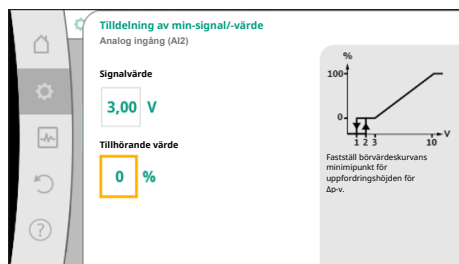 Tilldelning av min-signal/-värde
Analog ingång (AI2)
Signalvärde
3,00 V
Tillhörande värde
0 %
%
100
0
1 2 3 10
V
Fastställ börvärdeskurvans
minimipunkt för
uppfordringshöjden för
Δp-v.
?